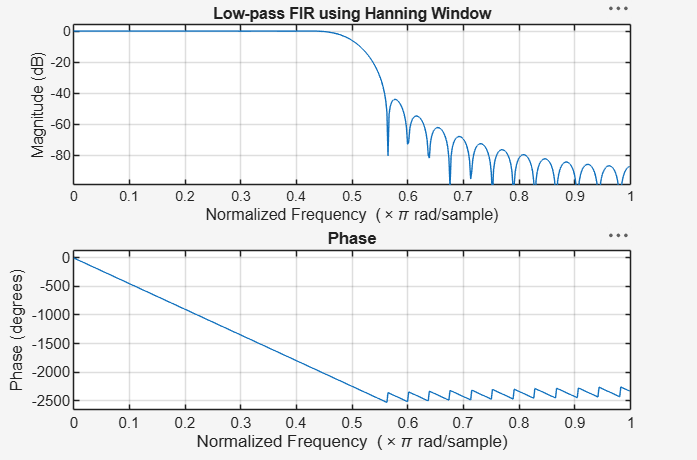 Low-pass FIR using Hanning Window
Magnitude (dB)
0
-20
-40
-60
-80
0 0.1 0.2 0.3 0.4 0.5 0.6 0.7 0.8 0.9 1
Normalized Frequency (× π rad/sample)
Phase
Phase (degrees)
0
-500
-1000
-1500
-2000
-2500
0 0.1 0.2 0.3 0.4 0.5 0.6 0.7 0.8 0.9 1
Normalized Frequency (× π rad/sample)